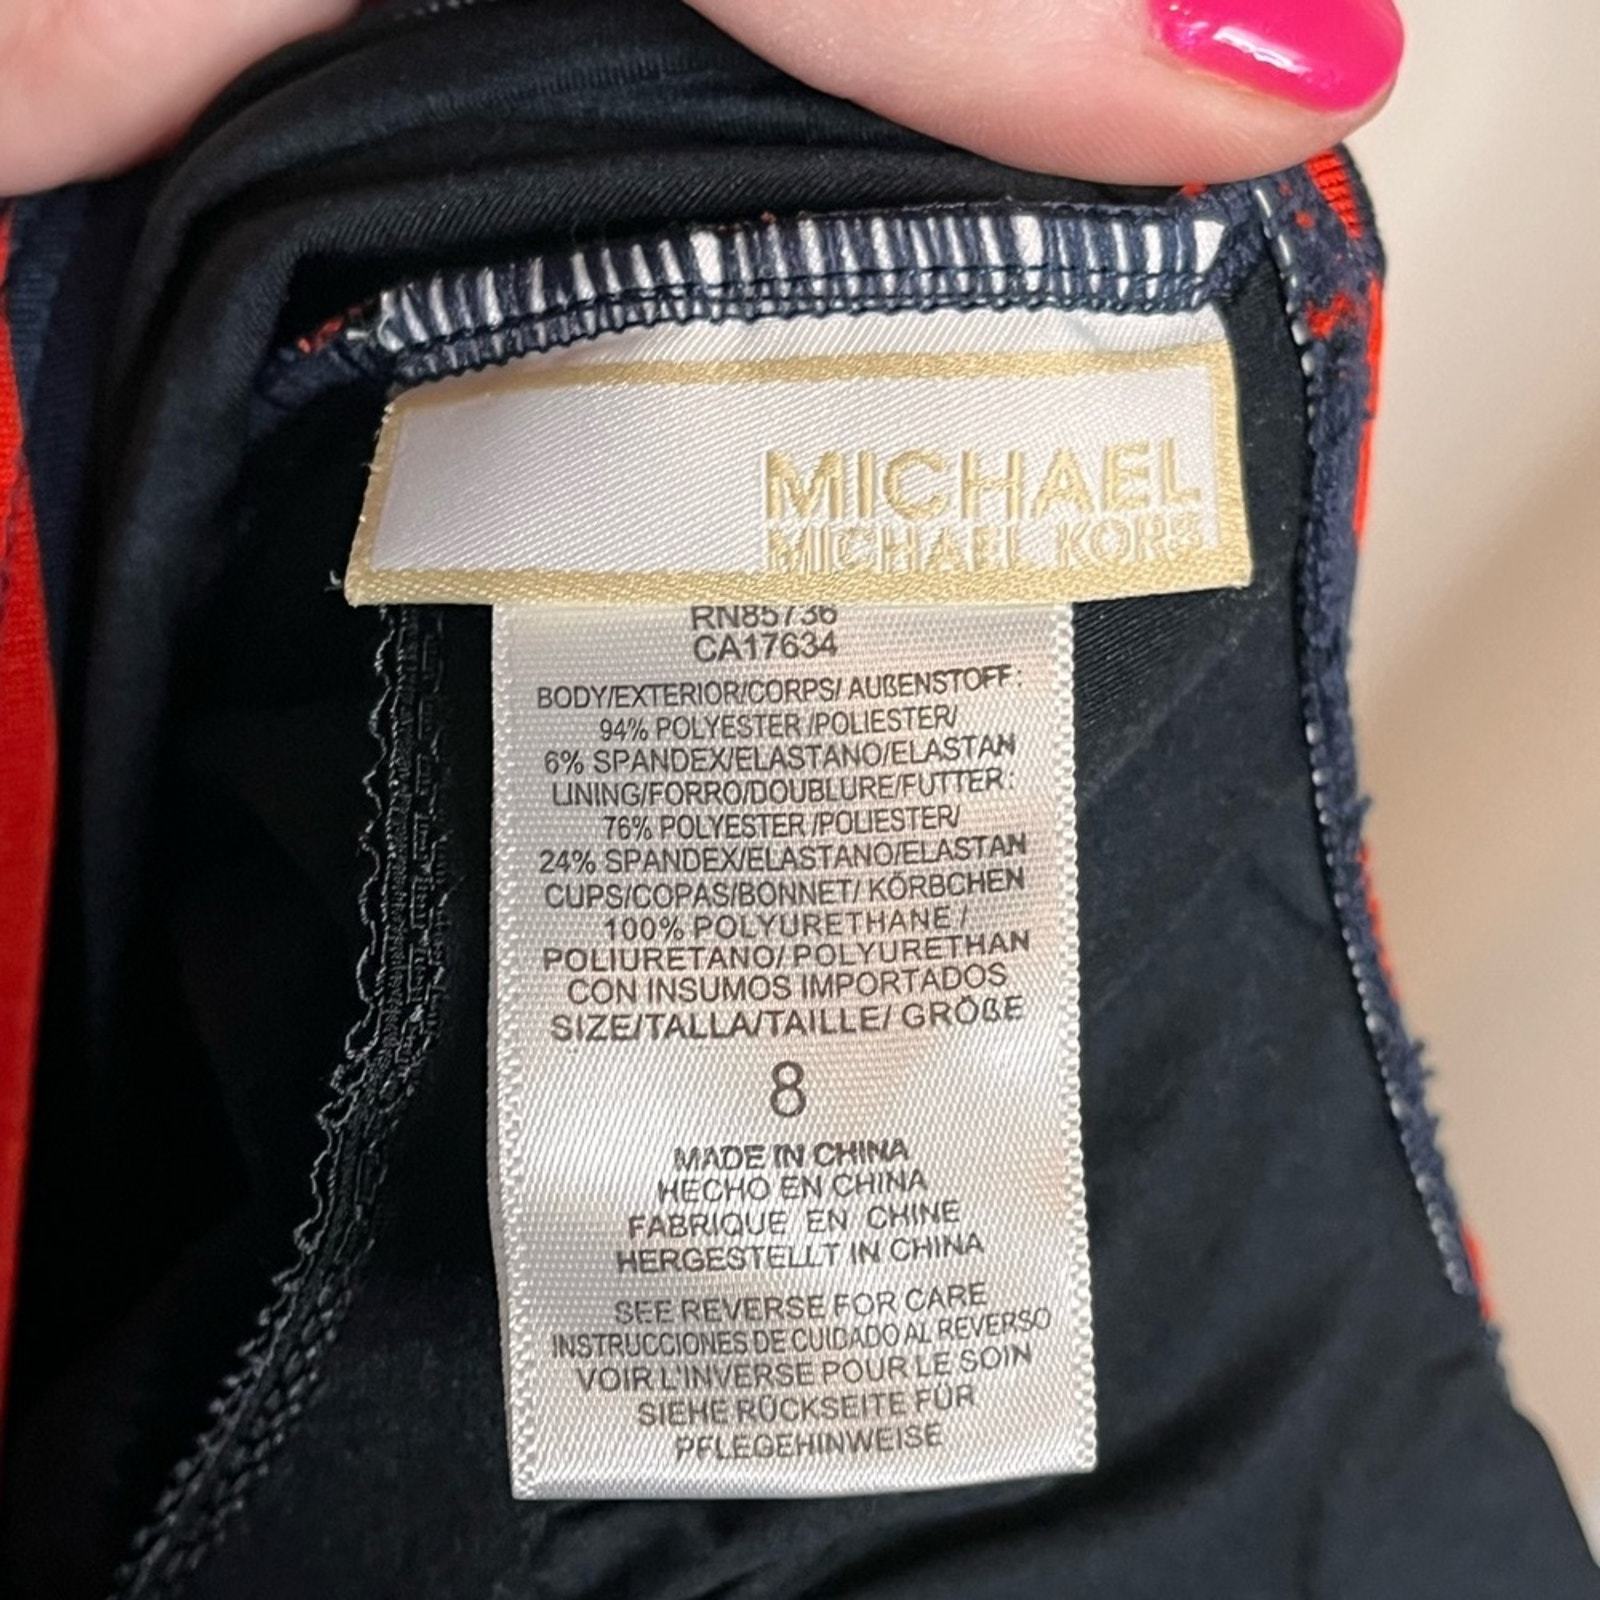 MICHAEL
MICHAEL KORS
RN85736
CA17634
BODY/EXTERIOR/CORPS/ AUßENSTOFF:
94% POLYESTER /POLIESTER/
6% SPANDEX/ELASTANO/ELASTAN
LINING/FORRO/DOUBLURE/FUTTER:
76% POLYESTER /POLIESTER/
24% SPANDEX/ELASTANO/ELASTAN
CUPS/COPAS/BONNET/ KÖRBCHEN
100% POLYURETHANE /
POLIURETANO/ POLYURETHAN
CON INSUMOS IMPORTADOS
SIZE/TALLA/TAILLE/ GRÖßE
8
MADE IN CHINA
HECHO EN CHINA
FABRIQUE EN CHINE
HERGESTELLT IN CHINA
SEE REVERSE FOR CARE
INSTRUCCIONES DE CUIDADO AL REVERSO
VOIR L'INVERSE POUR LE SOIN
SIEHE RÜCKSEITE FÜR
PFLEGEHINWEISE